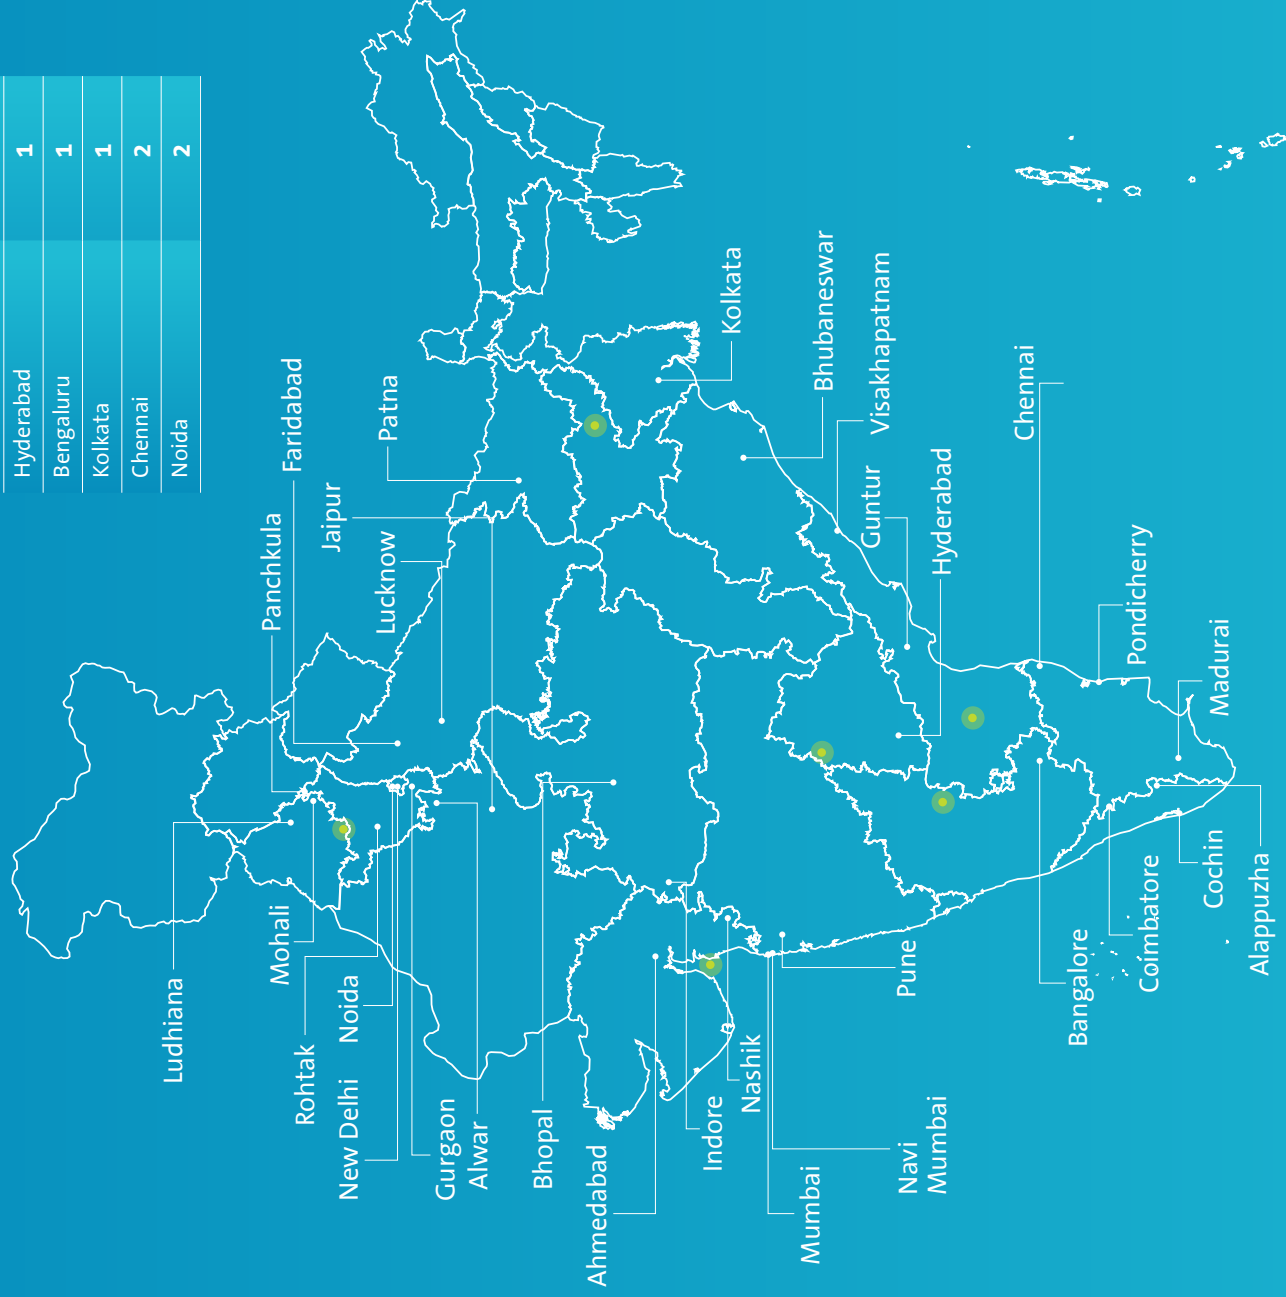 Hyderabad 1
Bengaluru 1
Kolkata 1
Chennai 2
Noida 2
Ludhiana
Mohali
Rohtak
Noida
New Delhi
Gurgaon
Alwar
Bhopal
Ahmedabad
Indore
Nashik
Mumbai
Navi
Mumbai
Pune
Bangalore
Coimbatore
Cochin
Alappuzha
Panchkula
Faridabad
Jaipur
Lucknow
Patna
Kolkata
Bhubaneswar
Visakhapatnam
Guntur
Hyderabad
Chennai
Pondicherry
Madurai